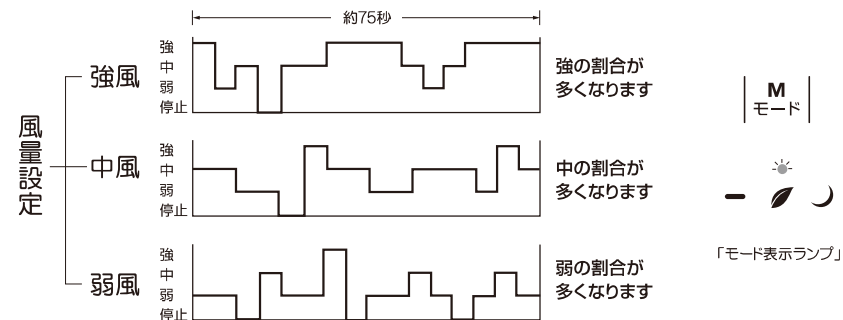 約75秒
風量設定
強風
強
中
弱
停止
強の割合が
多くなります
中風
強
中
弱
停止
中の割合が
多くなります
弱風
強
中
弱
停止
弱の割合が
多くなります
M
モード
「モード表示ランプ」